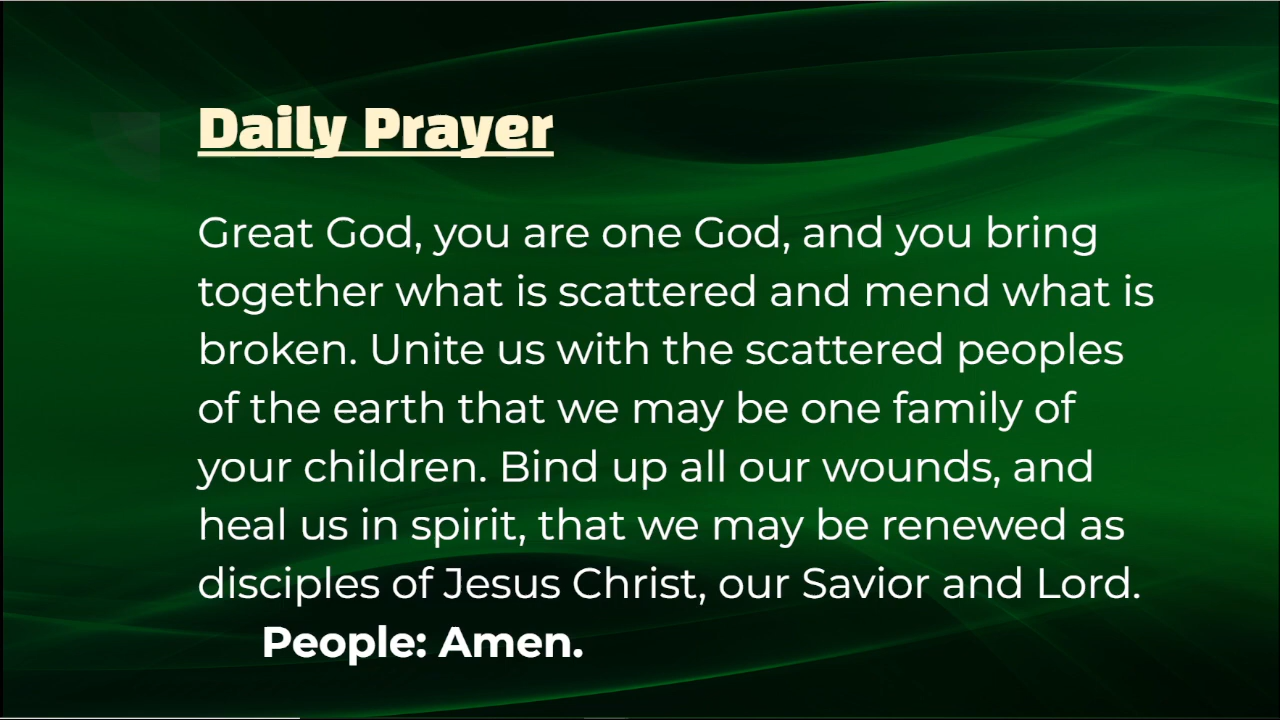 Daily Prayer
Great God, you are one God, and you bring
together what is scattered and mend what is
broken. Unite us with the scattered peoples
of the earth that we may be one family of
your children. Bind up all our wounds, and
heal us in spirit, that we may be renewed as
disciples of Jesus Christ, our Savior and Lord.
People: Amen.